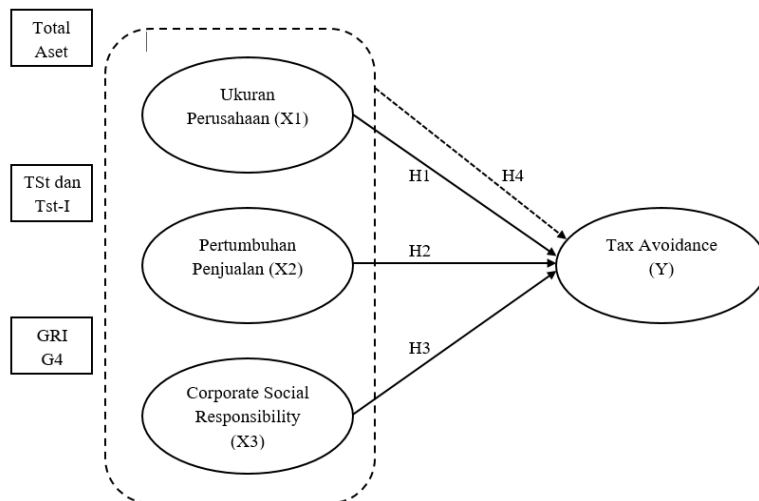 Total
Aset
Ukuran
Perusahaan (X1)
TSt dan
Tst-I
H1
H4
Pertumbuhan
Penjualan (X2)
H2
Tax Avoidance
(Y)
GRI
G4
H3
Corporate Social
Responsibility
(X3)